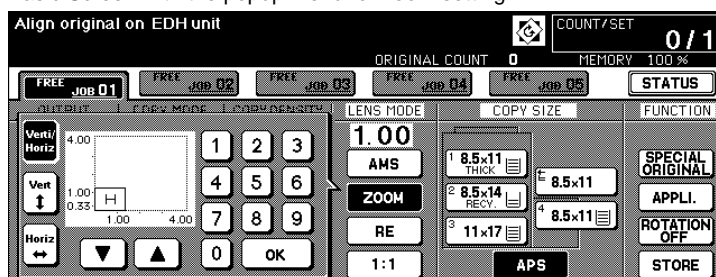 Align original on EDH unit
COUNT/SET
0/1
ORIGINAL COUNT 0 MEMORY 100 %
FREE JOB 01
FREE JOB 02
FREE JOB 03
FREE JOB 04
FREE JOB 05
STATUS
OUTPUT COPY MODE COPY DENSITY LENS MODE COPY SIZE FUNCTION
Verti/
Horiz
4.00
1.00
0.33
H
1.00 4.00
Vert
Horiz
1 2 3
4 5 6
7 8 9
0 OK
1.00
AMS
ZOOM
RE
1:1
1 8.5x11
THICK
2 8.5x14
RECY.
3 11x17
8.5x11
4 8.5x11
APS
SPECIAL
ORIGINAL
APPLI.
ROTATION
OFF
STORE